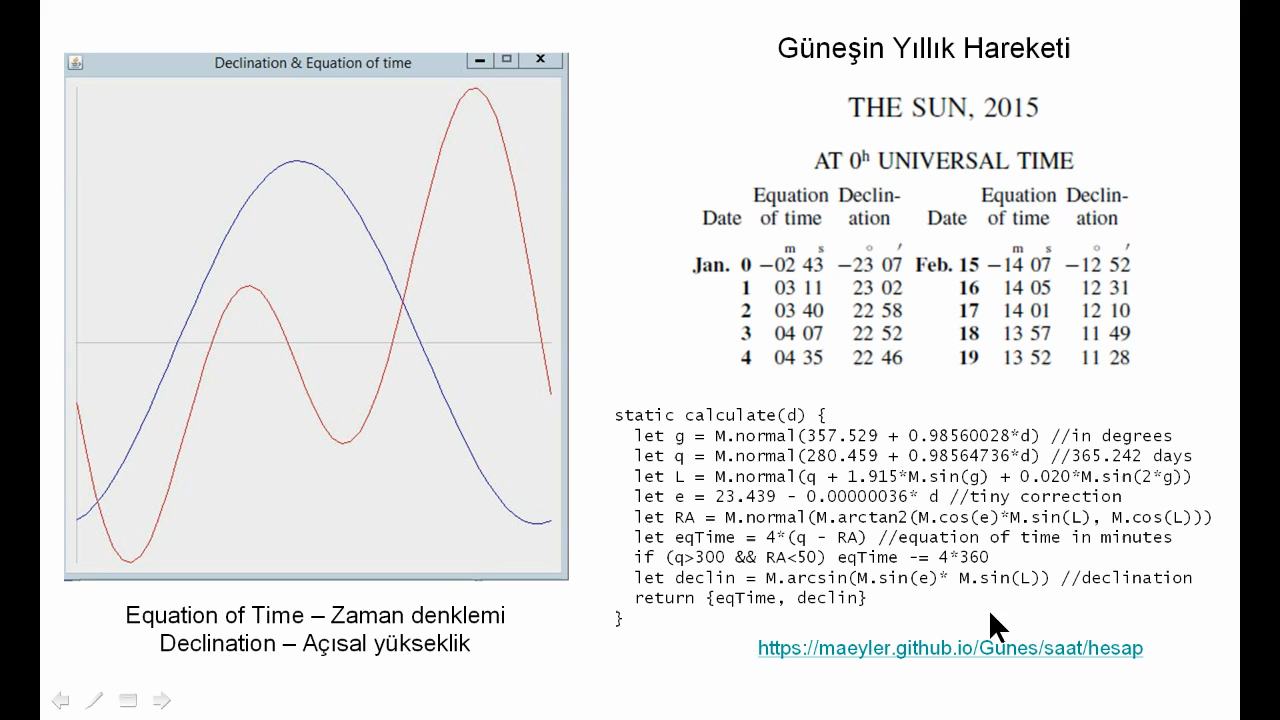 Güneşin Yıllık Hareketi
Declination & Equation of time
THE SUN, 2015
AT 0ʰ UNIVERSAL TIME
Equation Declin- Equation Declin-
Date of time ation Date of time ation
m s o ′ m s o ′
Jan. 0 −02 43 −23 07 Feb. 15 −14 07 −12 52
1 03 11 23 02 16 14 05 12 31
2 03 40 22 58 17 14 01 12 10
3 04 07 22 52 18 13 57 11 49
4 04 35 22 46 19 13 52 11 28
static calculate(d) {
let g = M.normal(357.529 + 0.98560028*d) //in degrees
let q = M.normal(280.459 + 0.98564736*d) //365.242 days
let L = M.normal(q + 1.915*M.sin(g) + 0.020*M.sin(2*g))
let e = 23.439 - 0.00000036* d //tiny correction
let RA = M.normal(M.arctan2(M.cos(e)*M.sin(L), M.cos(L)))
let eqTime = 4*(q - RA) //equation of time in minutes
if (q>300 && RA<50) eqTime -= 4*360
let declin = M.arcsin(M.sin(e)* M.sin(L)) //declination
return {eqTime, declin}
}
https://maeyler.github.io/Gunes/saat/hesap
Equation of Time – Zaman denklemi
Declination – Açısal yükseklik